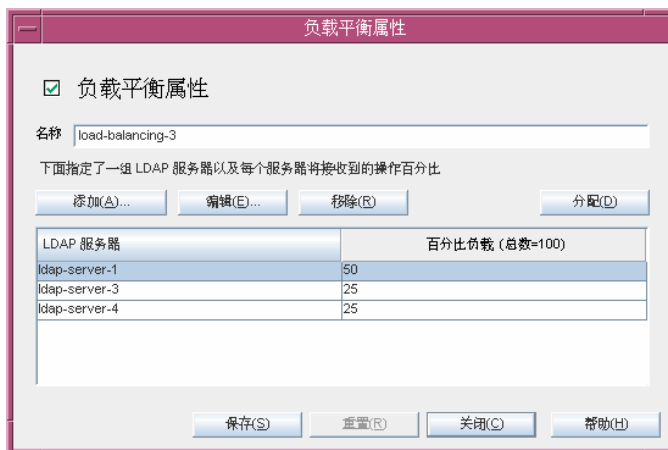 负载平衡属性
负载平衡属性
名称 load-balancing-3
下面指定了一组 LDAP 服务器以及每个服务器将接收到的操作百分比
添加(A)... 编辑(E)... 移除(R) 分配(D)
LDAP 服务器 百分比负载 (总数=100)
ldap-server-1 50
ldap-server-3 25
ldap-server-4 25
保存(S) 重置(R) 关闭(C) 帮助(H)